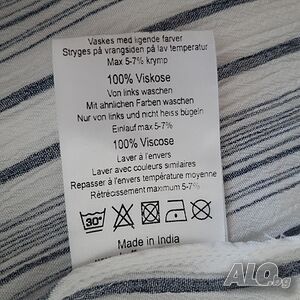 Vaskes med ligende farver
Stryges på vrangsiden på lav temperatur
Max 5-7% krymp
100% Viskose
Von links waschen
Mit ähnlichen Farben waschen
Nur von links und nicht heiss bügeln
Einlauf max 5-7%
100% Viscose
Laver à l'envers
Laver avec couleurs similaires
Repasser à l'envers température moyenne
Rétrécissement maximum 5-7%
30°
Made in India
ALO.bg